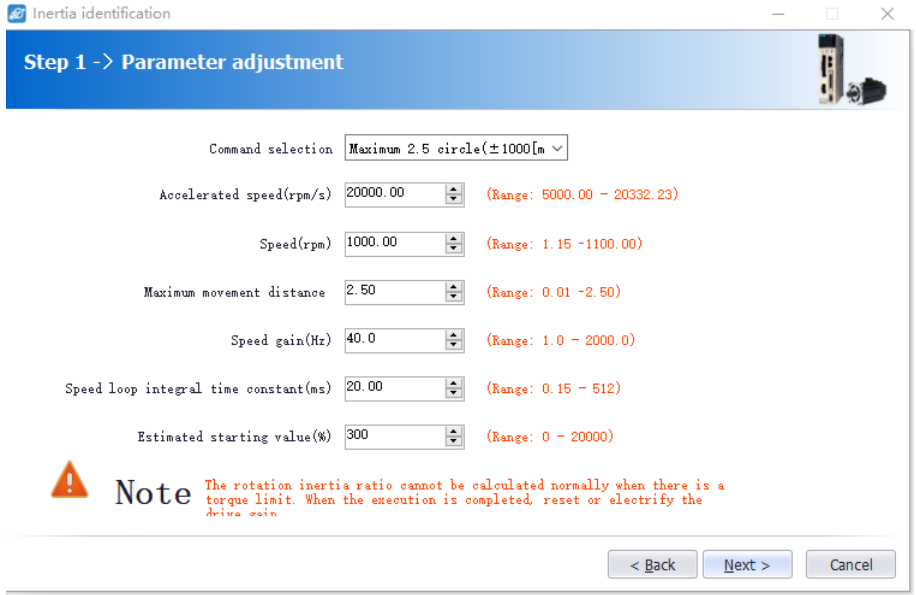 Inertia identification
Step 1 -> Parameter adjustment
Command selection Maximum 2.5 circle(±1000[m
Accelerated speed(rpm/s) 20000.00 (Range: 5000.00 - 20332.23)
Speed(rpm) 1000.00 (Range: 1.15 -1100.00)
Maximum movement distance 2.50 (Range: 0.01 -2.50)
Speed gain(Hz) 40.0 (Range: 1.0 - 2000.0)
Speed loop integral time constant(ms) 20.00 (Range: 0.15 - 512)
Estimated starting value(%) 300 (Range: 0 - 20000)
Note The rotation inertia ratio cannot be calculated normally when there is a
torque limit. When the execution is completed, reset or electrify the
drive gain
< Back Next > Cancel